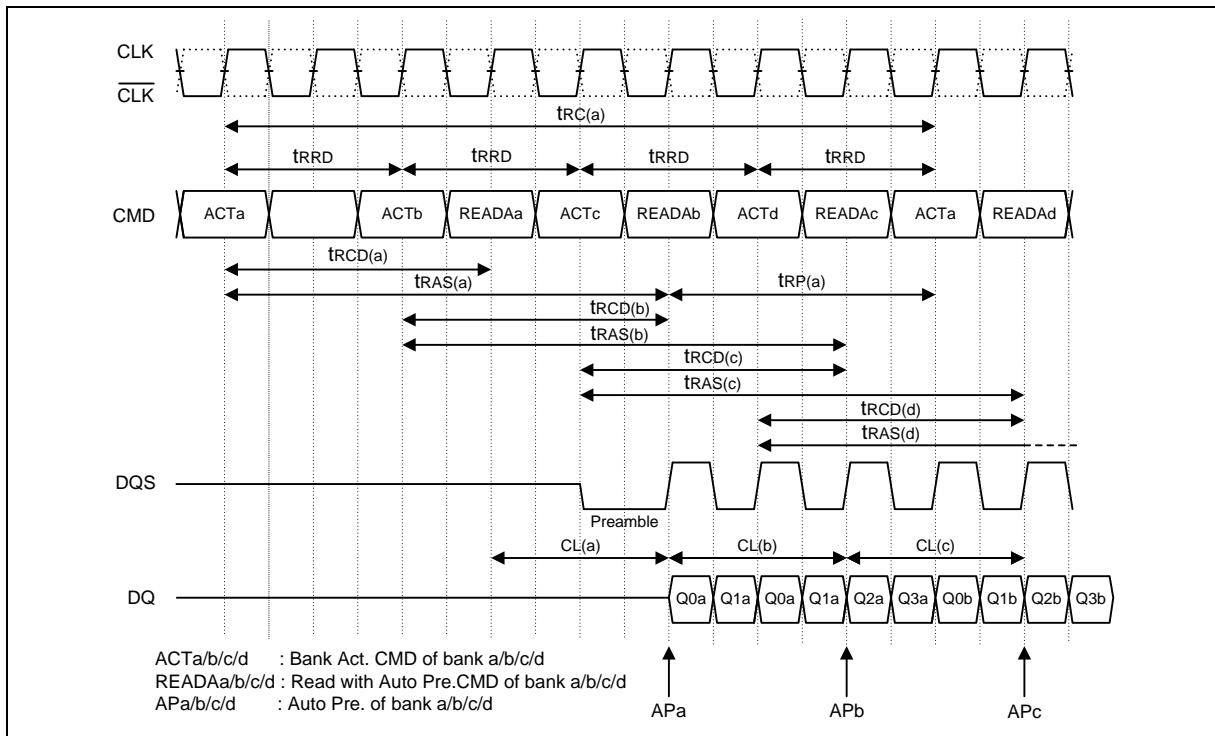 CLK
CLK
tRC(a)
tRRD tRRD tRRD tRRD
CMD ACTa ACTb READAa ACTc READAb ACTd READAc ACTa READAd
tRCD(a)
tRAS(a) tRP(a)
tRCD(b)
tRAS(b)
tRCD(c)
tRAS(c)
tRCD(d)
tRAS(d)
DQS
Preamble
CL(a) CL(b) CL(c)
DQ Q0a Q1a Q0a Q1a Q2a Q3a Q0b Q1b Q2b Q3b
ACTa/b/c/d : Bank Act. CMD of bank a/b/c/d
READAa/b/c/d : Read with Auto Pre.CMD of bank a/b/c/d
APa/b/c/d : Auto Pre. of bank a/b/c/d
APa APb APc